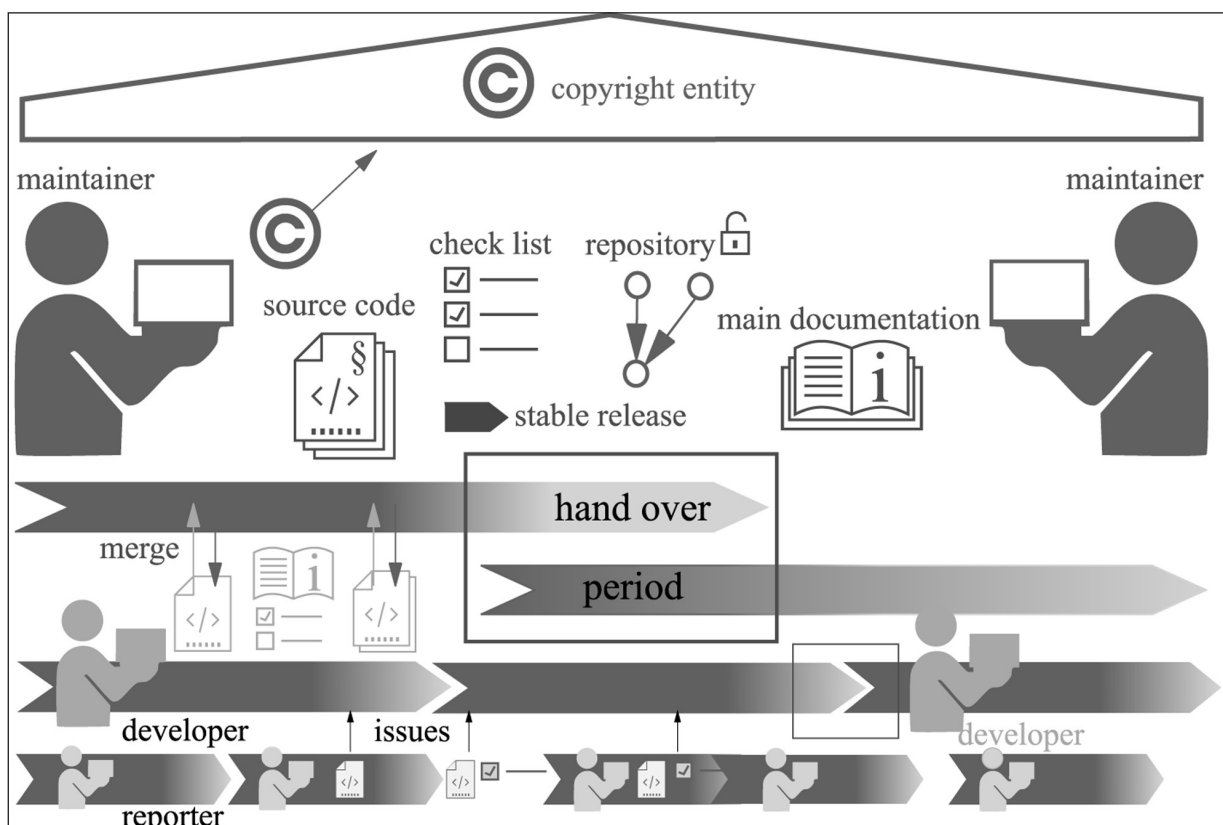 © copyright entity
maintainer
maintainer
©
check list
repository
source code
§
</>
main documentation
i
stable release
hand over
merge
i
</>
</>
period
developer
issues
developer
</>
</>
</>
reporter